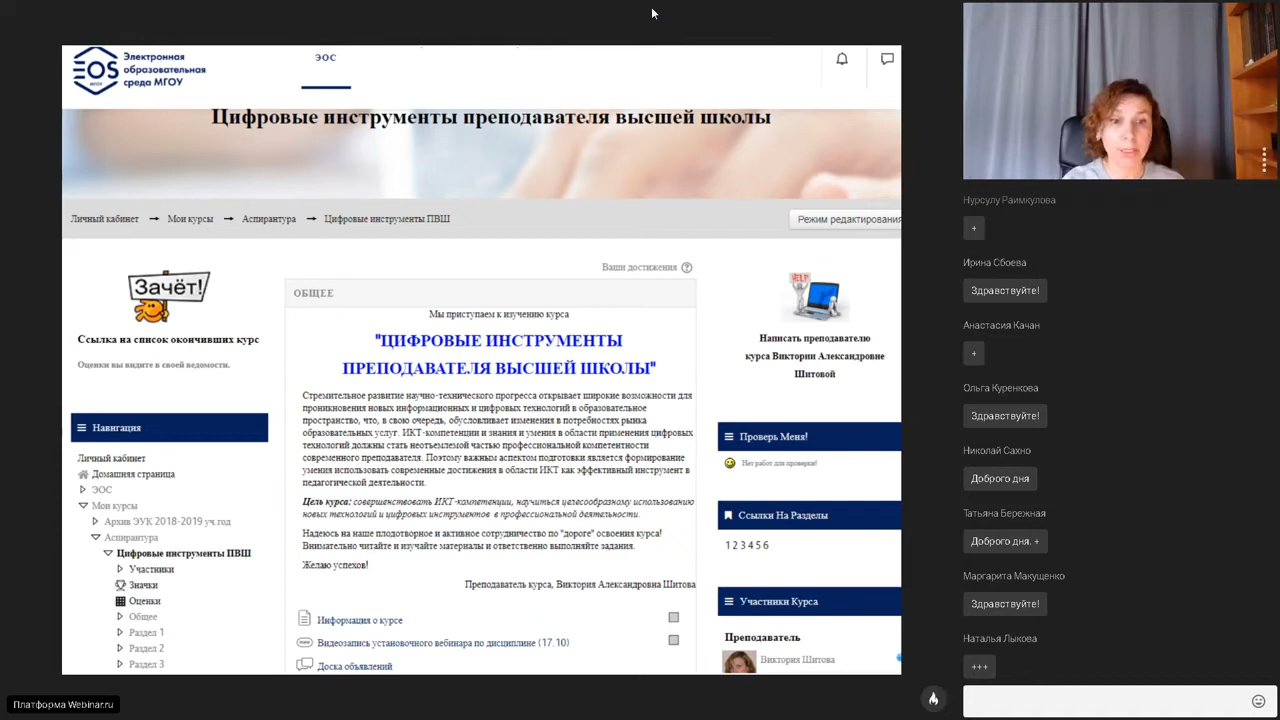 Электронная
образовательная
среда МГОУ
EOS
МГОУ
ЭОС
Цифровые инструменты преподавателя высшей школы
Личный кабинет → Мои курсы → Аспирантура → Цифровые инструменты ПВШ
Режим редактирования
Зачёт!
Ссылка на список окончивших курс
Оценки вы видите в своей ведомости.
Навигация
Личный кабинет
Домашняя страница
ЭОС
Мои курсы
Архив ЭУК 2018-2019 уч.год
Аспирантура
Цифровые инструменты ПВШ
Участники
Значки
Оценки
Общее
Раздел 1
Раздел 2
Раздел 3
Ваши достижения
ОБЩЕЕ
Мы приступаем к изучению курса
"ЦИФРОВЫЕ ИНСТРУМЕНТЫ
ПРЕПОДАВАТЕЛЯ ВЫСШЕЙ ШКОЛЫ"
Стремительное развитие научно-технического прогресса открывает широкие возможности для
проникновения новых информационных и цифровых технологий в образовательное
пространство, что, в свою очередь, обусловливает изменения в потребностях рынка
образовательных услуг. ИКТ-компетенции и знания и умения в области применения цифровых
технологий должны стать неотъемлемой частью профессиональной компетентности
современного преподавателя. Поэтому важным аспектом подготовки является формирование
умения использовать современные достижения в области ИКТ как эффективный инструмент в
педагогической деятельности.
Цель курса: совершенствовать ИКТ-компетенции, научиться целесообразному использованию
новых технологий и цифровых инструментов в профессиональной деятельности.
Надеюсь на наше плодотворное и активное сотрудничество по "дороге" освоения курса!
Внимательно читайте и изучайте материалы и ответственно выполняйте задания.
Желаю успехов!
Преподаватель курса, Виктория Александровна Шитова
Информация о курсе
Видеозапись установочного вебинара по дисциплине (17.10)
Доска объявлений
HELP
Написать преподавателю
курса Виктории Александровне
Шитовой
Проверь Меня!
Нет работ для проверки!
Ссылки На Разделы
1 2 3 4 5 6
Участники Курса
Преподаватель
Виктория Шитова
Нурсулу Раимкулова
+
Ирина Сбоева
Здравствуйте!
Анастасия Качан
+
Ольга Куренкова
Здравствуйте!
Николай Сахно
Доброго дня
Татьяна Бережная
Доброго дня. +
Маргарита Макущенко
Здравствуйте!
Наталья Лыкова
+++
Платформа Webinar.ru